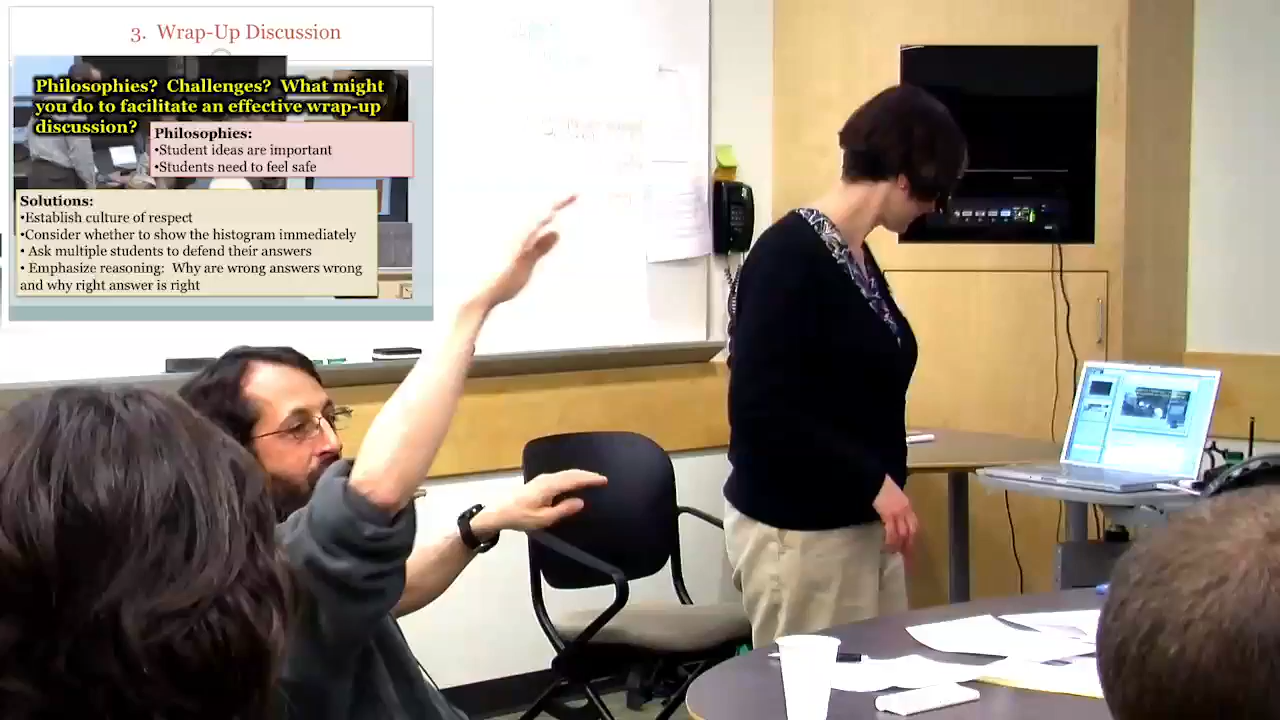 3. Wrap-Up Discussion
Philosophies? Challenges? What might
you do to facilitate an effective wrap-up
discussion?
Philosophies:
•Student ideas are important
•Students need to feel safe
Solutions:
•Establish culture of respect
•Consider whether to show the histogram immediately
• Ask multiple students to defend their answers
• Emphasize reasoning: Why are wrong answers wrong
and why right answer is right